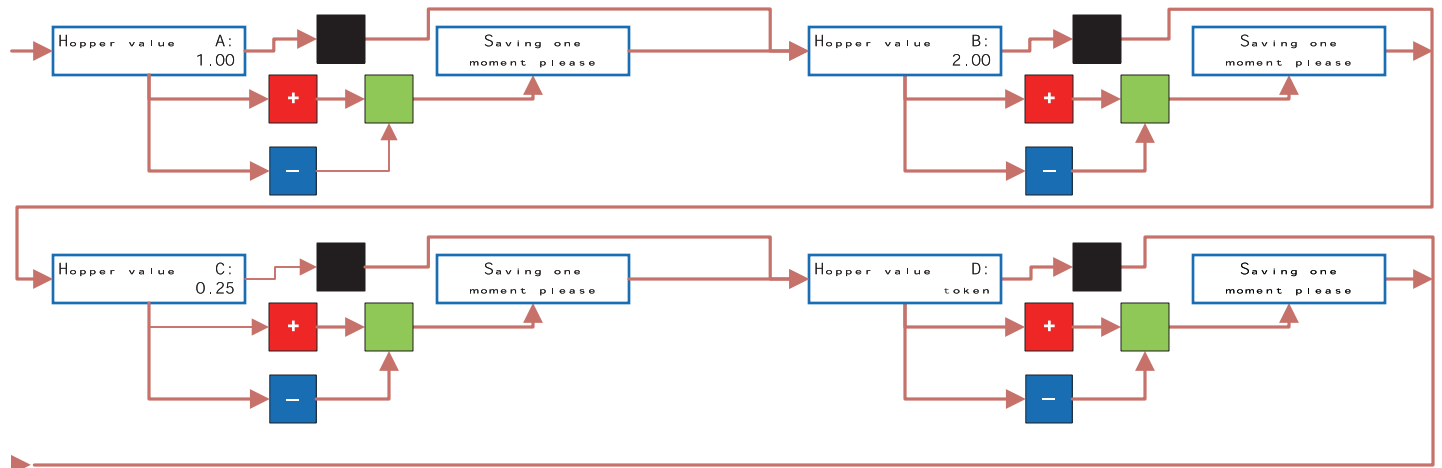 Hopper value A:
1.00
Saving one
moment please
Hopper value B:
2.00
Saving one
moment please
+
+
−
−
Hopper value C:
0.25
Saving one
moment please
Hopper value D:
token
Saving one
moment please
+
+
−
−